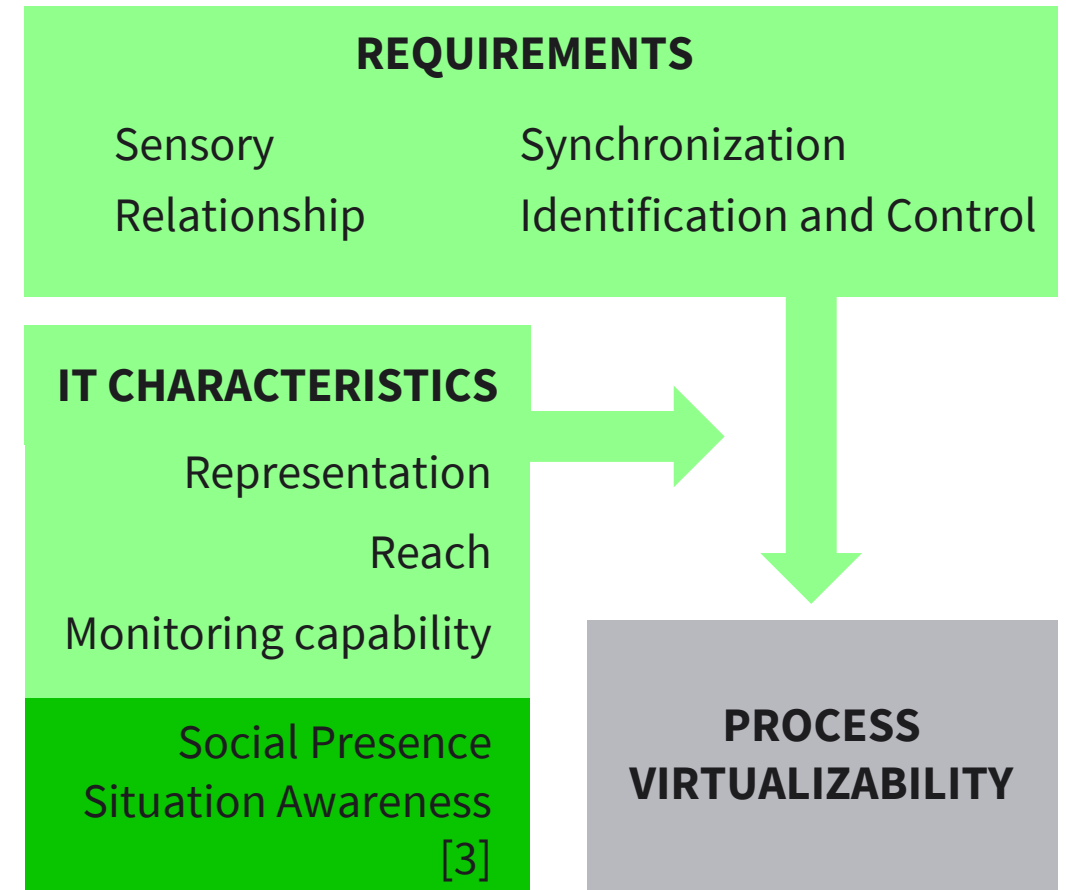 REQUIREMENTS
Sensory
Synchronization
Relationship
Identification and Control
IT CHARACTERISTICS
Representation
Reach
Monitoring capability
Social Presence
Situation Awareness
[3]
PROCESS
VIRTUALIZABILITY